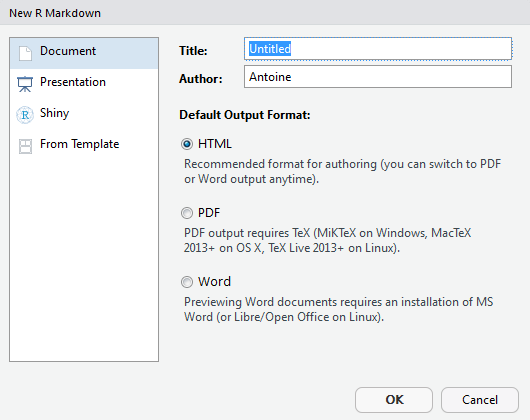 New R Markdown
Document
Presentation
Shiny
From Template
Title: Untitled
Author: Antoine
Default Output Format:
HTML
Recommended format for authoring (you can switch to PDF
or Word output anytime).
PDF
PDF output requires TeX (MiKTeX on Windows, MacTeX
2013+ on OS X, TeX Live 2013+ on Linux).
Word
Previewing Word documents requires an installation of MS
Word (or Libre/Open Office on Linux).
OK Cancel